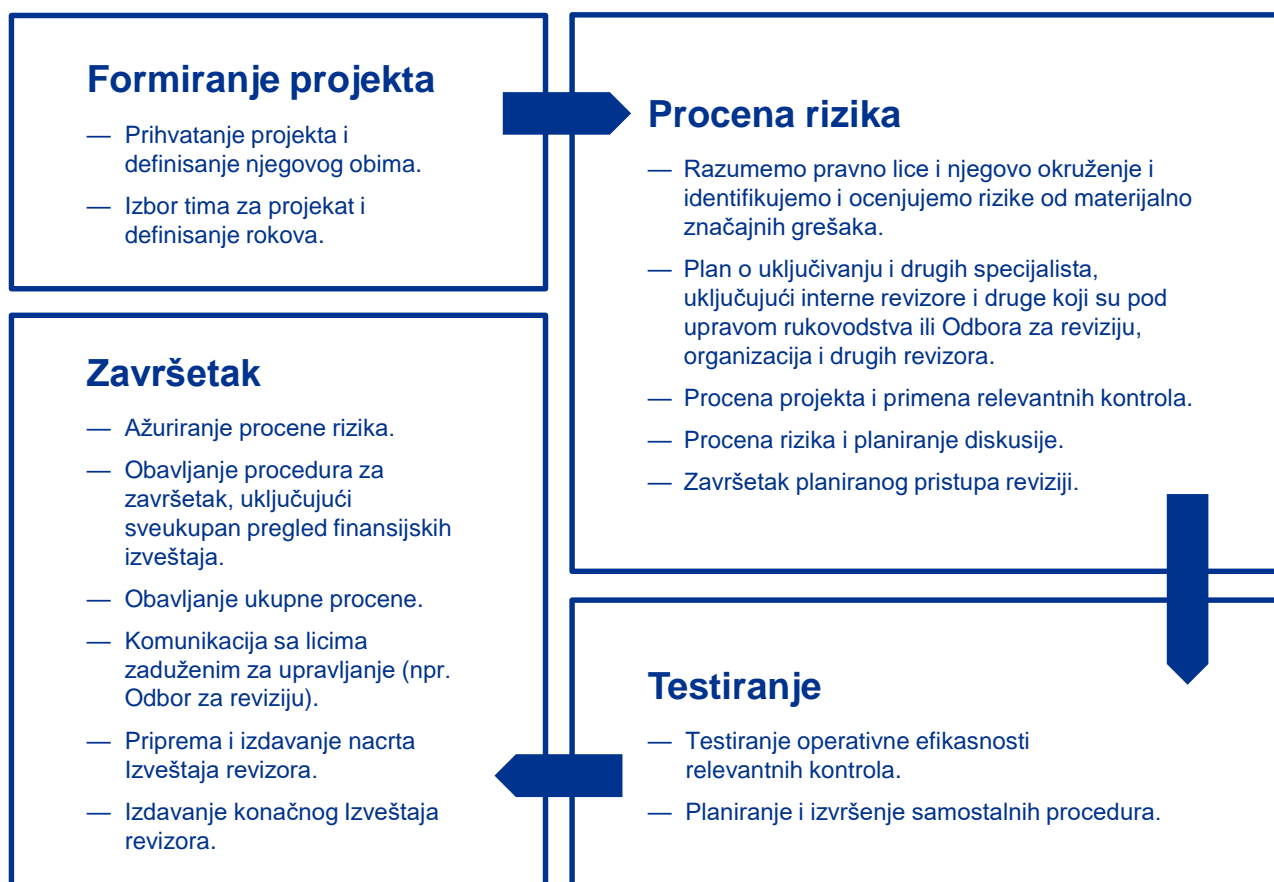 Formiranje projekta
— Prihvatanje projekta i
definisanje njegovog obima.
— Izbor tima za projekat i
definisanje rokova.
Procena rizika
— Razumemo pravno lice i njegovo okruženje i
identifikujemo i ocenjujemo rizike od materijalno
značajnih grešaka.
— Plan o uključivanju i drugih specijalista,
uključujući interne revizore i druge koji su pod
upravom rukovodstva ili Odbora za reviziju,
organizacija i drugih revizora.
— Procena projekta i primena relevantnih kontrola.
— Procena rizika i planiranje diskusije.
— Završetak planiranog pristupa reviziji.
Testiranje
— Testiranje operativne efikasnosti
relevantnih kontrola.
— Planiranje i izvršenje samostalnih procedura.
Završetak
— Ažuriranje procene rizika.
— Obavljanje procedura za
završetak, uključujući
sveukupan pregled finansijskih
izveštaja.
— Obavljanje ukupne procene.
— Komunikacija sa licima
zaduženim za upravljanje (npr.
Odbor za reviziju).
— Priprema i izdavanje nacrta
Izveštaja revizora.
— Izdavanje konačnog Izveštaja
revizora.